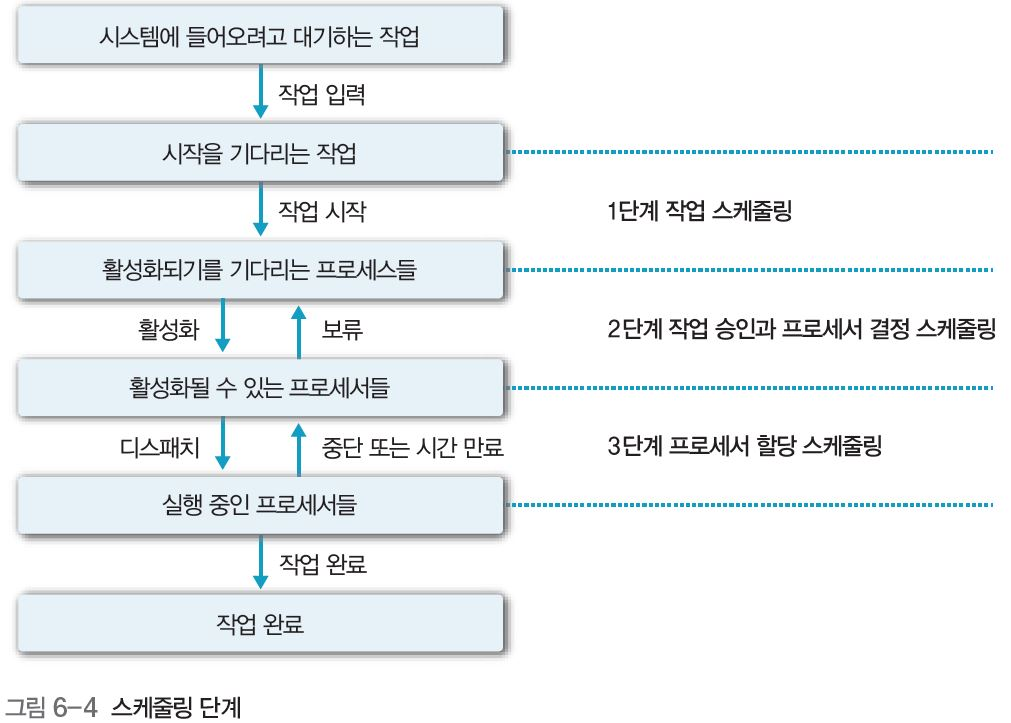 시스템에 들어오려고 대기하는 작업
작업 입력
시작을 기다리는 작업
작업 시작
1단계 작업 스케줄링
활성화되기를 기다리는 프로세스들
활성화
보류
2단계 작업 승인과 프로세서 결정 스케줄링
활성화될 수 있는 프로세서들
디스패치
중단 또는 시간 만료
3단계 프로세서 할당 스케줄링
실행 중인 프로세서들
작업 완료
작업 완료
그림 6-4 스케줄링 단계